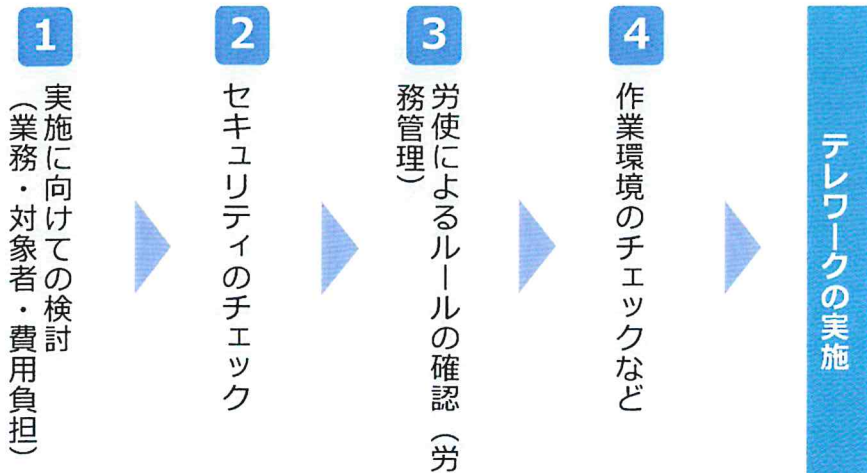 1
実施に向けての検討
（業務・対象者・費用負担）
2
セキュリティのチェック
3
労使によるルールの確認（労
務管理）
4
作業環境のチェックなど
テレワークの実施